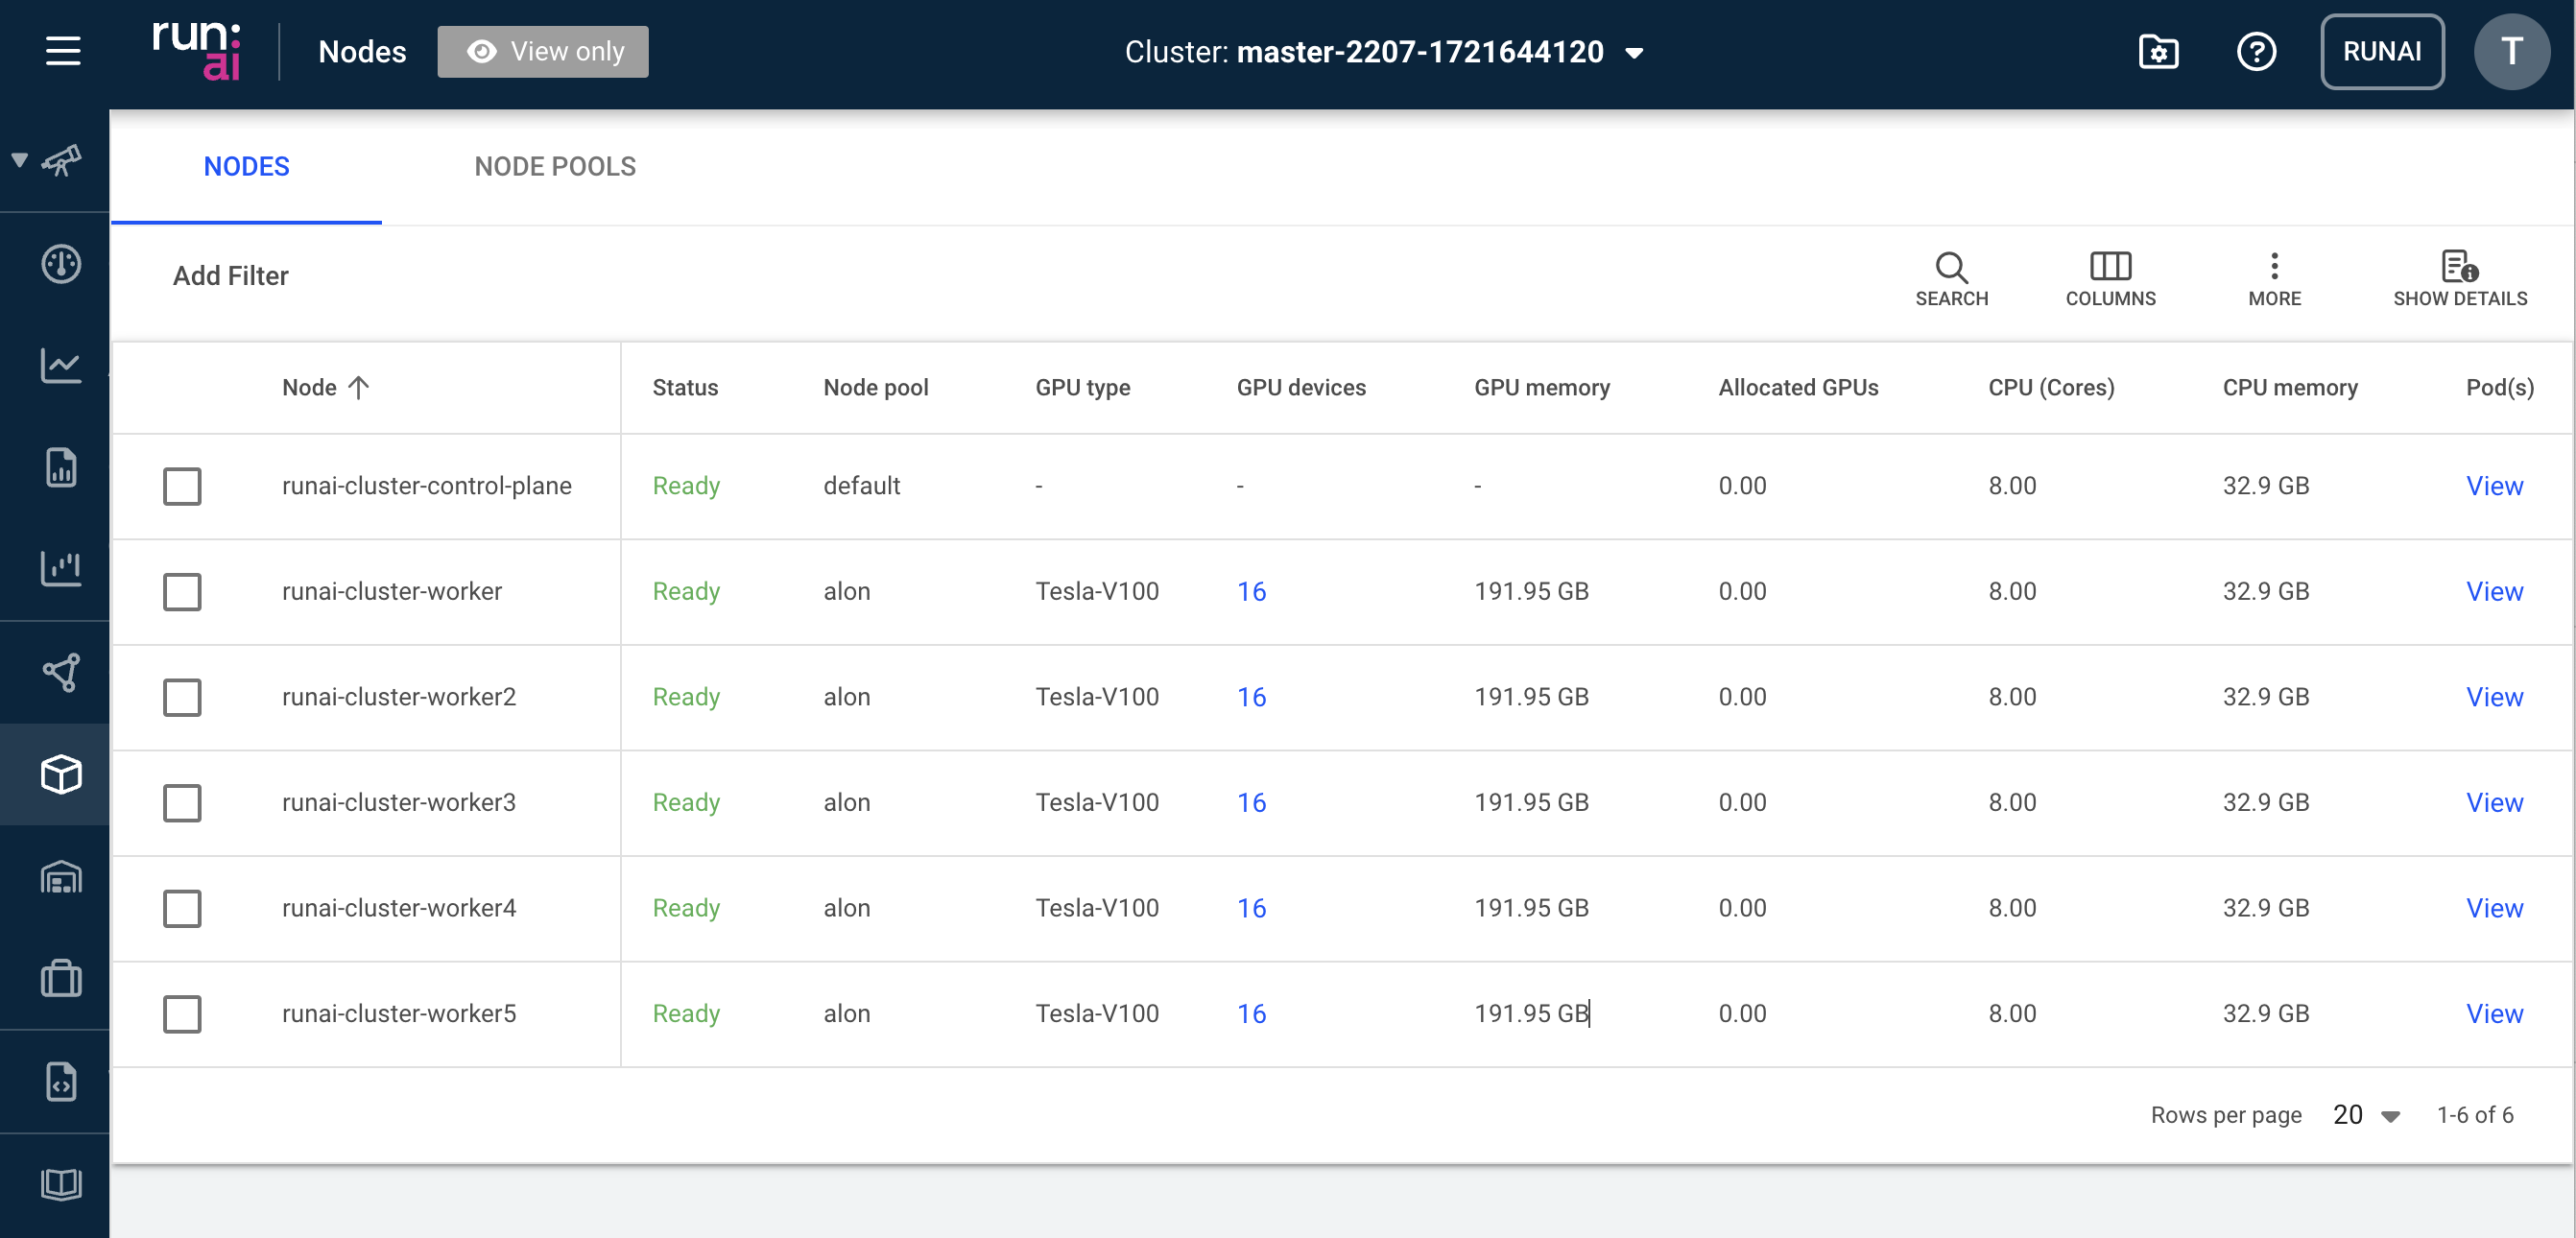 run:
ai
Nodes
View only
Cluster: master-2207-1721644120
RUNAI
T
NODES
NODE POOLS
Add Filter
SEARCH
COLUMNS
MORE
SHOW DETAILS
Node Status Node pool GPU type GPU devices GPU memory Allocated GPUs CPU (Cores) CPU memory Pod(s)
runai-cluster-control-plane Ready default - - - 0.00 8.00 32.9 GB View
runai-cluster-worker Ready alon Tesla-V100 16 191.95 GB 0.00 8.00 32.9 GB View
runai-cluster-worker2 Ready alon Tesla-V100 16 191.95 GB 0.00 8.00 32.9 GB View
runai-cluster-worker3 Ready alon Tesla-V100 16 191.95 GB 0.00 8.00 32.9 GB View
runai-cluster-worker4 Ready alon Tesla-V100 16 191.95 GB 0.00 8.00 32.9 GB View
runai-cluster-worker5 Ready alon Tesla-V100 16 191.95 GB 0.00 8.00 32.9 GB View
Rows per page 20 1-6 of 6